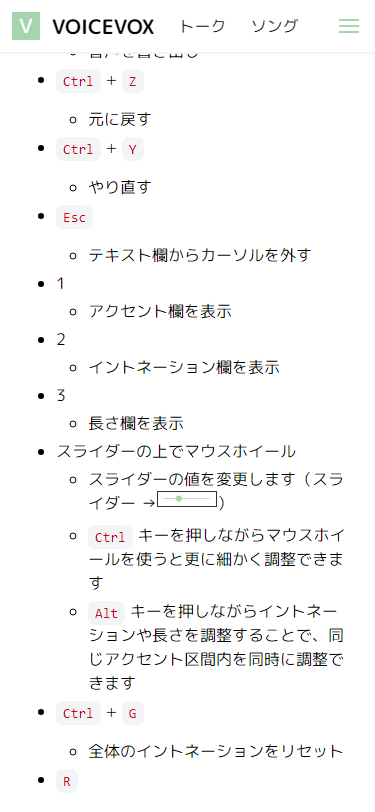 V VOICEVOX トーク ソング
Ctrl + Z
元に戻す
Ctrl + Y
やり直す
Esc
テキスト欄からカーソルを外す
1
アクセント欄を表示
2
イントネーション欄を表示
3
長さ欄を表示
スライダーの上でマウスホイール
スライダーの値を変更します（スラ
イダー →）
Ctrl キーを押しながらマウスホイ
ールを使うと更に細かく調整できま
す
Alt キーを押しながらイントネー
ションや長さを調整することで、同
じアクセント区間内を同時に調整で
きます
Ctrl + G
全体のイントネーションをリセット
R